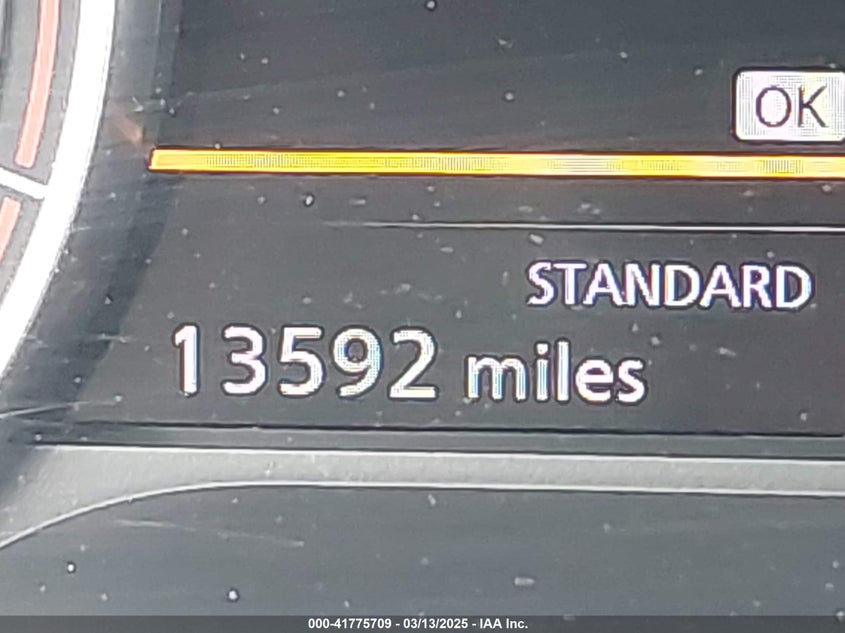 OK
STANDARD
13592 miles
000-41775709 - 03/13/2025 - IAA Inc.